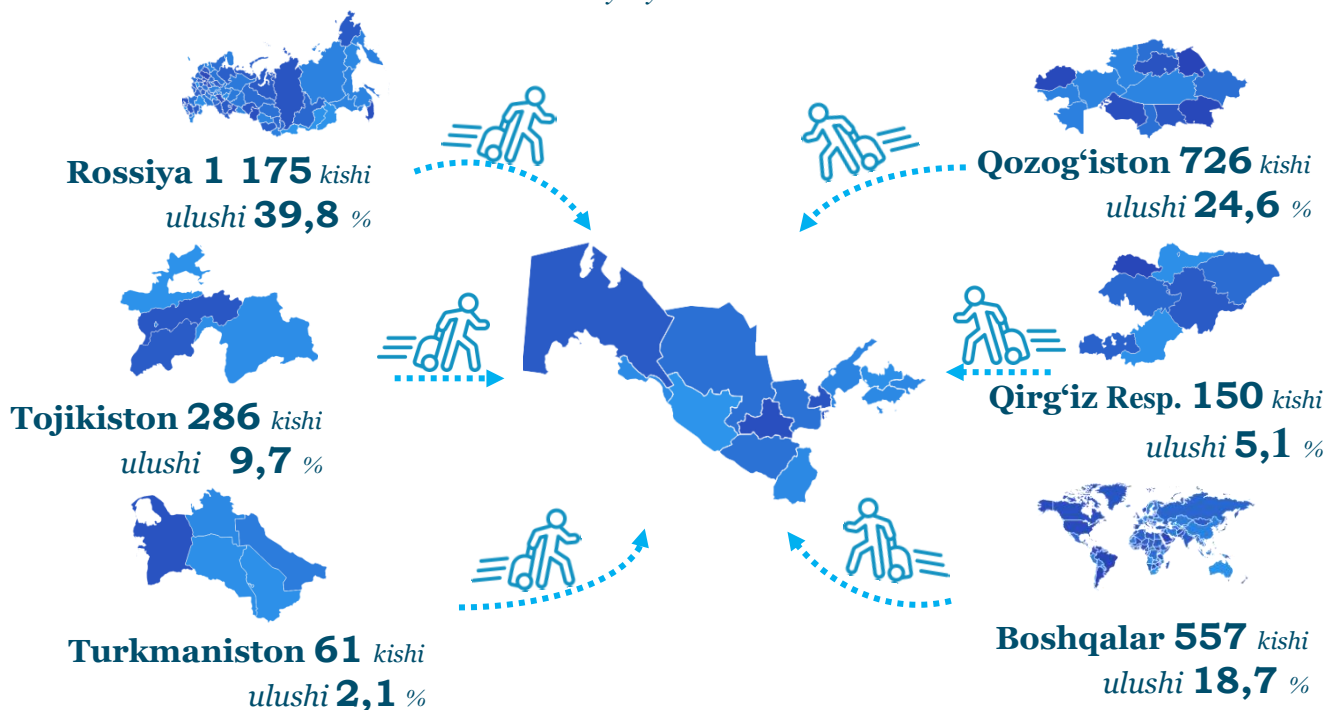 Rossiya 1 175 kishi
ulushi 39,8 %
Qozog‘iston 726 kishi
ulushi 24,6 %
Tojikiston 286 kishi
ulushi 9,7 %
Qirg‘iz Resp. 150 kishi
ulushi 5,1 %
Turkmaniston 61 kishi
ulushi 2,1 %
Boshqalar 557 kishi
ulushi 18,7 %